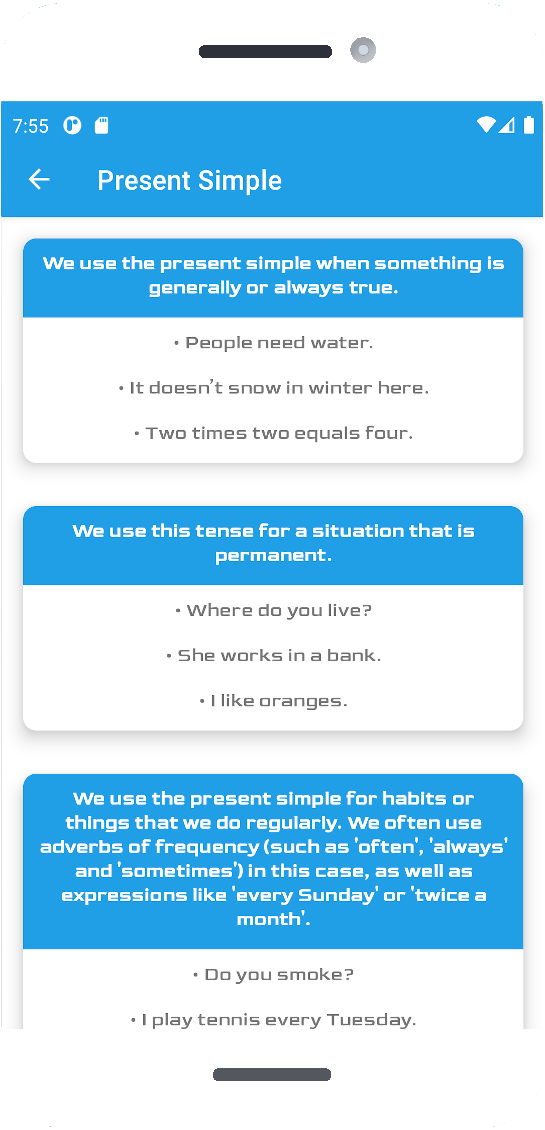 7:55
Present Simple
We use the present simple when something is
generally or always true.
• People need water.
• It doesn't snow in winter here.
• Two times two equals four.
We use this tense for a situation that is
permanent.
• Where do you live?
• She works in a bank.
• I like oranges.
We use the present simple for habits or
things that we do regularly. We often use
adverbs of frequency (such as 'often', 'always'
and 'sometimes') in this case, as well as
expressions like 'every Sunday' or 'twice a
month'.
• Do you smoke?
• I play tennis every Tuesday.